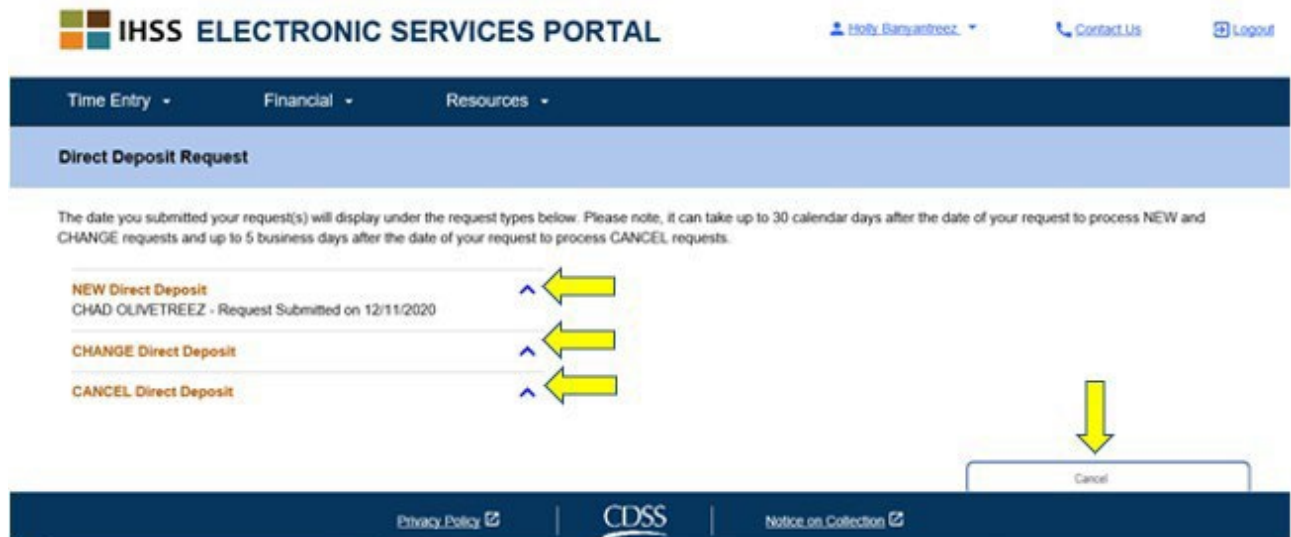 IHSS ELECTRONIC SERVICES PORTAL
Holly Banyantreez
Contact Us
Logout
Time Entry
Financial
Resources
Direct Deposit Request
The date you submitted your request(s) will display under the request types below. Please note, it can take up to 30 calendar days after the date of your request to process NEW and
CHANGE requests and up to 5 business days after the date of your request to process CANCEL requests.
NEW Direct Deposit
CHAD OLIVETREEZ - Request Submitted on 12/11/2020
CHANGE Direct Deposit
CANCEL Direct Deposit
Cancel
Privacy Policy
CDSS
Notice on Collection